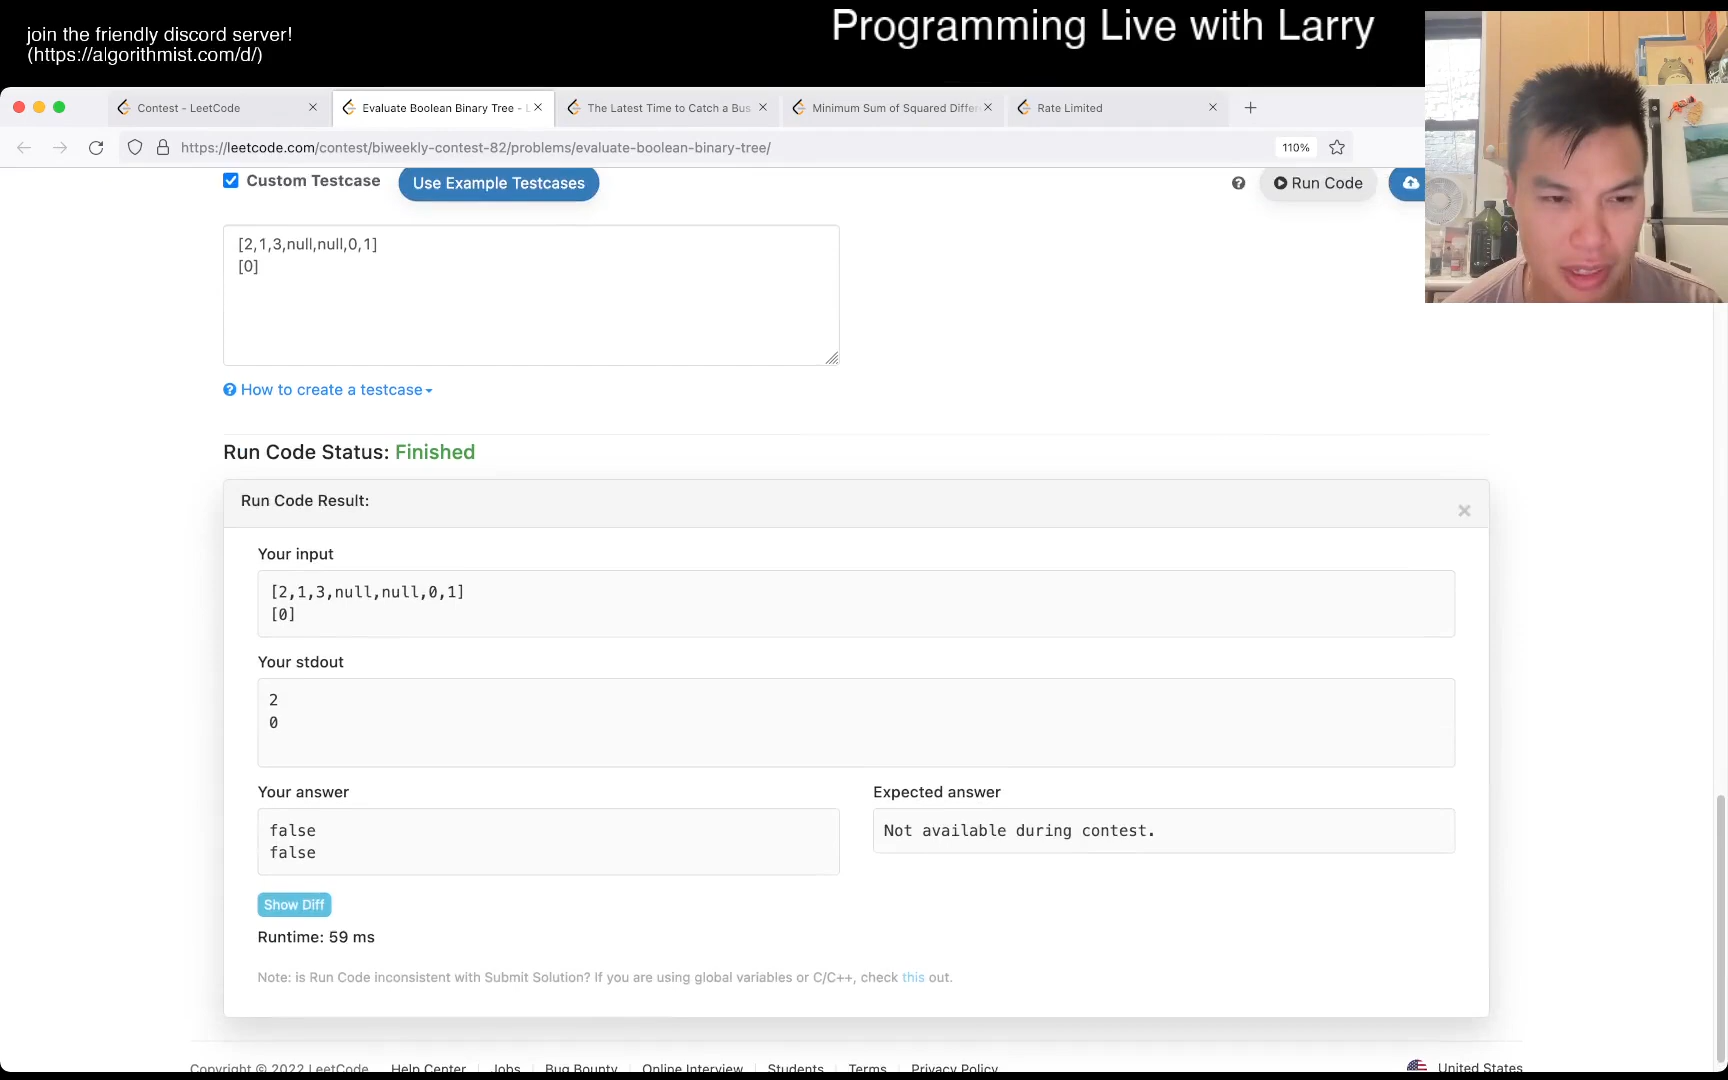 join the friendly discord server!
(https://algorithmist.com/d/)
Programming Live with Larry
Contest - LeetCode
Evaluate Boolean Binary Tree - L
The Latest Time to Catch a Bus
Minimum Sum of Squared Differ
Rate Limited
https://leetcode.com/contest/biweekly-contest-82/problems/evaluate-boolean-binary-tree/
110%
Custom Testcase
Use Example Testcases
Run Code
[2,1,3,null,null,0,1]
[0]
How to create a testcase
Run Code Status: Finished
Run Code Result:
Your input
[2,1,3,null,null,0,1]
[0]
Your stdout
2
0
Your answer
Expected answer
false
false
Not available during contest.
Show Diff
Runtime: 59 ms
Note: is Run Code inconsistent with Submit Solution? If you are using global variables or C/C++, check this out.
Copyright © 2022 LeetCode
Help Center
Jobs
Bug Bounty
Online Interview
Students
Terms
Privacy Policy
United States